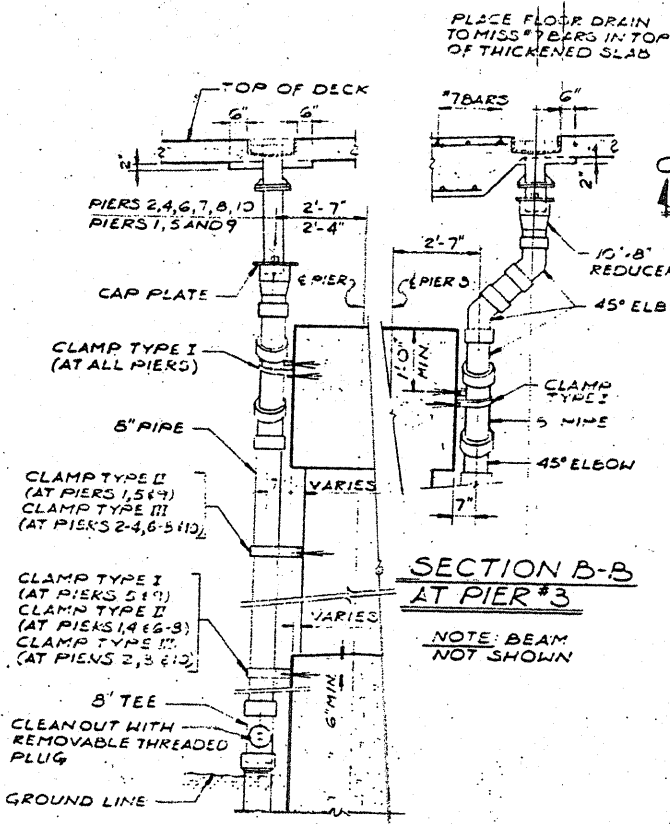 PLACE FLOOR DRAIN
TO MISS #7 BARS IN TOP
OF THICKENED SLAB
TOP OF DECK
6" 6"
#7 BARS
6"
2"
2"
PIERS 2,4,6,7,8,10
PIERS 1,5 AND 9
2'-7"
2'-4"
2'-7"
10"x8"
REDUCER
CAP PLATE
℄ PIER
℄ PIER 3
45° ELB
CLAMP TYPE I
(AT ALL PIERS)
1'-0"
MIN.
CLAMP
TYPE I
8" PIPE
PIPE
45° ELBOW
CLAMP TYPE II
(AT PIERS 1,5 & 9)
CLAMP TYPE III
(AT PIERS 2-4, 6-8 & 10)
VARIES
7"
SECTION B-B
AT PIER #3
NOTE: BEAM
NOT SHOWN
CLAMP TYPE I
(AT PIERS 5 & 9)
CLAMP TYPE II
(AT PIERS 1,4 & 6-8)
CLAMP TYPE III
(AT PIERS 2,3 & 10)
VARIES
6" MIN.
8" TEE
CLEANOUT WITH
REMOVABLE THREADED
PLUG
GROUND LINE